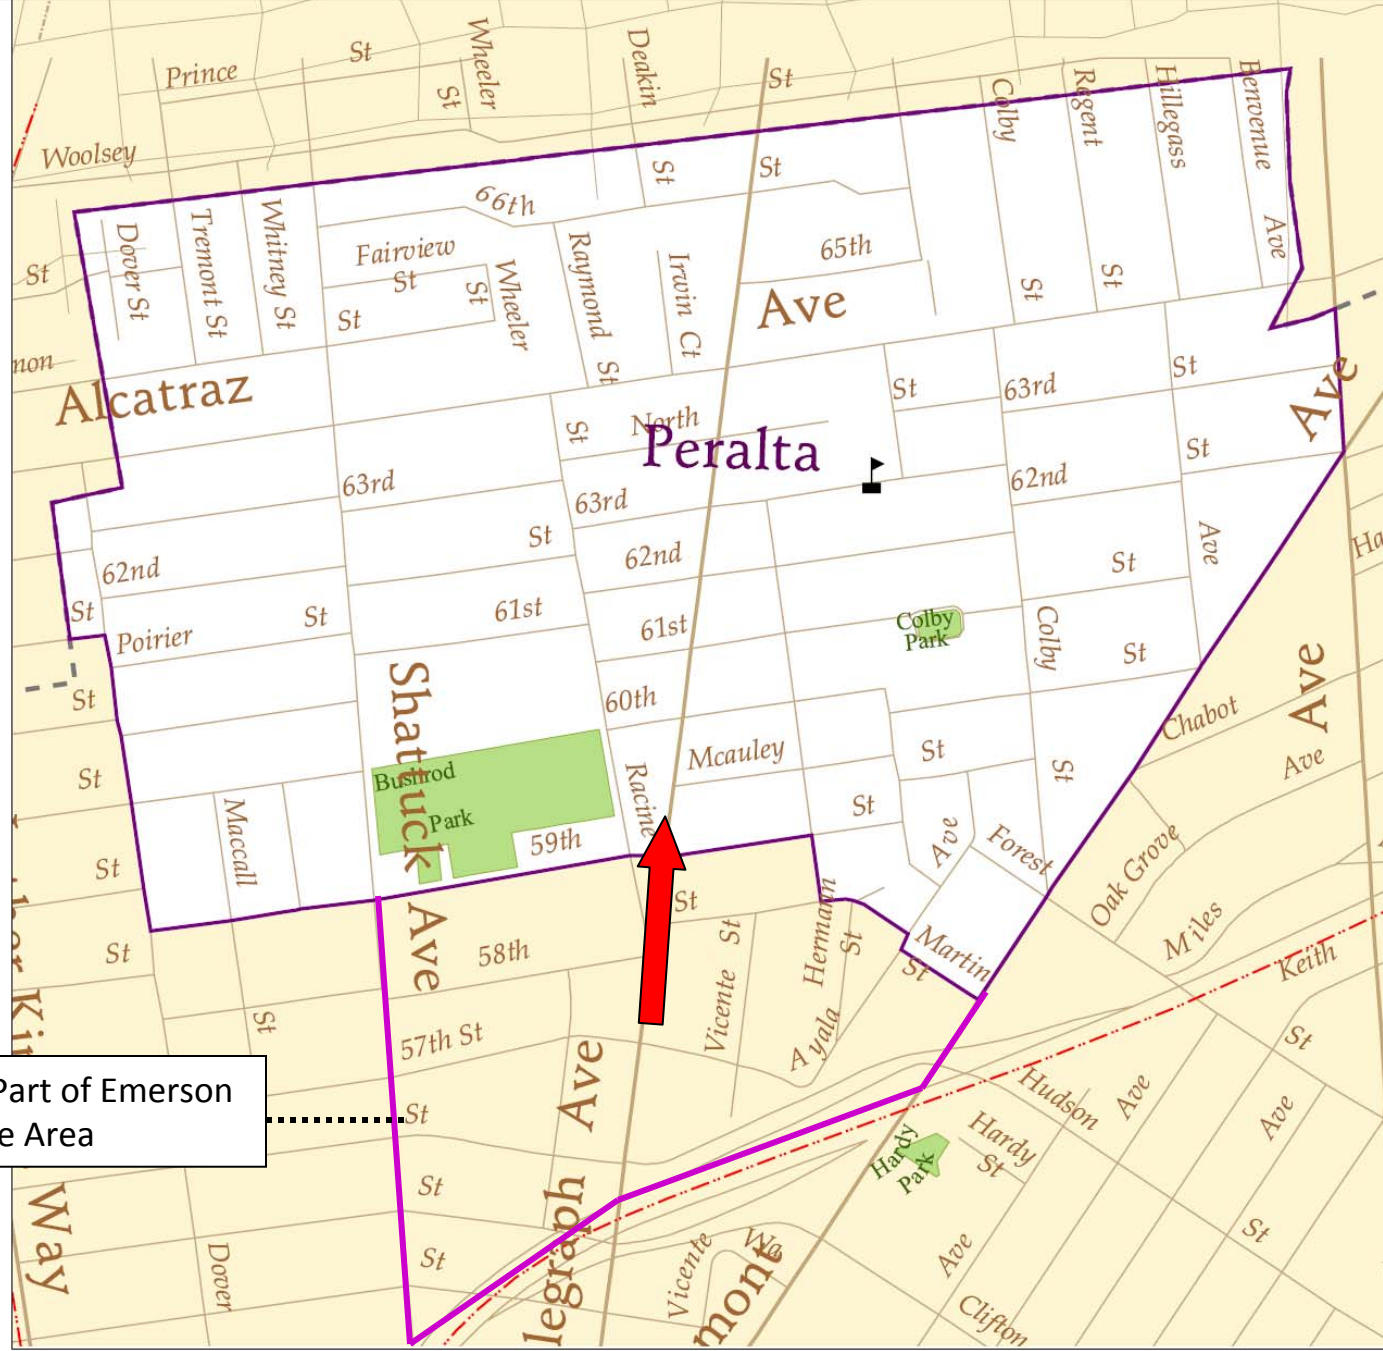 Prince
St
Wheeler
St
Deakin
St
Woolsey
Colby
Regent
Hillegass
Benvenue
66th
St
St
Dover St
Tremont St
Whitney St
Fairview
St
St
Wheeler
St
Raymond
St
Irwin Ct
65th
Ave
St
St
Ave
St
non
Alcatraz
St
North
Peralta
St
63rd
St
Ave
63rd
63rd
62nd
St
St
62nd
62nd
Ave
St
Ha
St
Poirier
St
61st
61st
Colby
Park
Colby
St
Ave
St
Shattuck
Ave
60th
Chabot
Ave
St
Bushrod
Park
Racine
Mcauley
St
St
St
Maccall
59th
Ave
Forest
Oak Grove
St
St
St
58th
Vicente
St
Hermann
St
Martin
St
Miles
Keith
St
57th St
Ayala
St
Part of Emerson
e Area
St
Ave
Hudson
Ave
Ave
Hardy
St
Hardy
Park
Way
St
legraph
St
Dover
Vicente
Wa
mont
Ave
St
Clifton